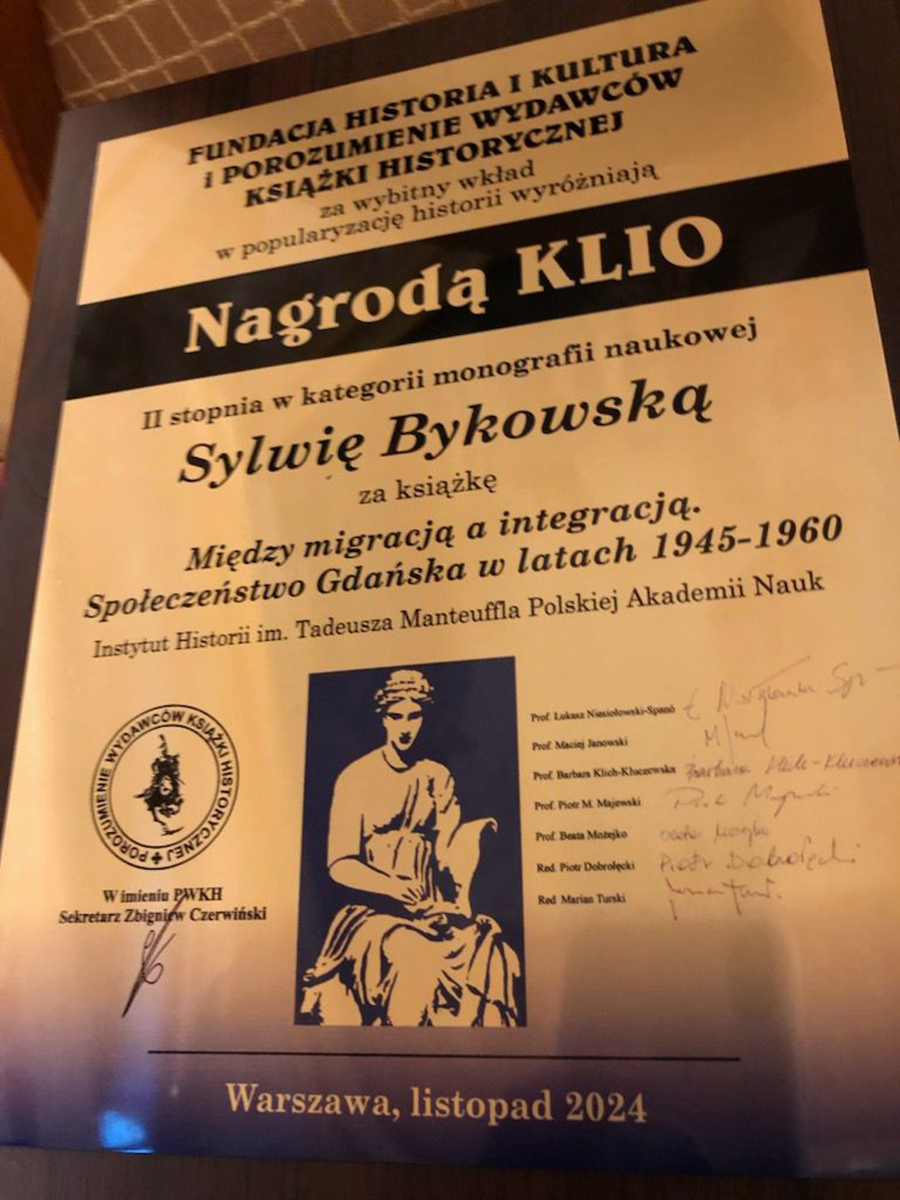 FUNDACJA HISTORIA I KULTURA
i POROZUMIENIE WYDAWCÓW
KSIĄŻKI HISTORYCZNEJ
za wybitny wkład
w popularyzację historii wyróżniają
Nagrodą KLIO
II stopnia w kategorii monografii naukowej
Sylwię Bykowską
za książkę
Między migracją a integracją.
Społeczeństwo Gdańska w latach 1945-1960
Instytut Historii im. Tadeusza Manteuffla Polskiej Akademii Nauk
POROZUMIENIE WYDAWCÓW KSIĄŻKI HISTORYCZNEJ
W imieniu PWKH
Sekretarz Zbigniew Czerwiński
Prof. Łukasz Niesiołowski-Spanò
Prof. Maciej Janowski
Prof. Barbara Klich-Kluczewska
Prof. Piotr M. Majewski
Prof. Beata Możejko
Red. Piotr Dobrołęcki Piotr Dobrołęcki
Red Marian Turski
Warszawa, listopad 2024